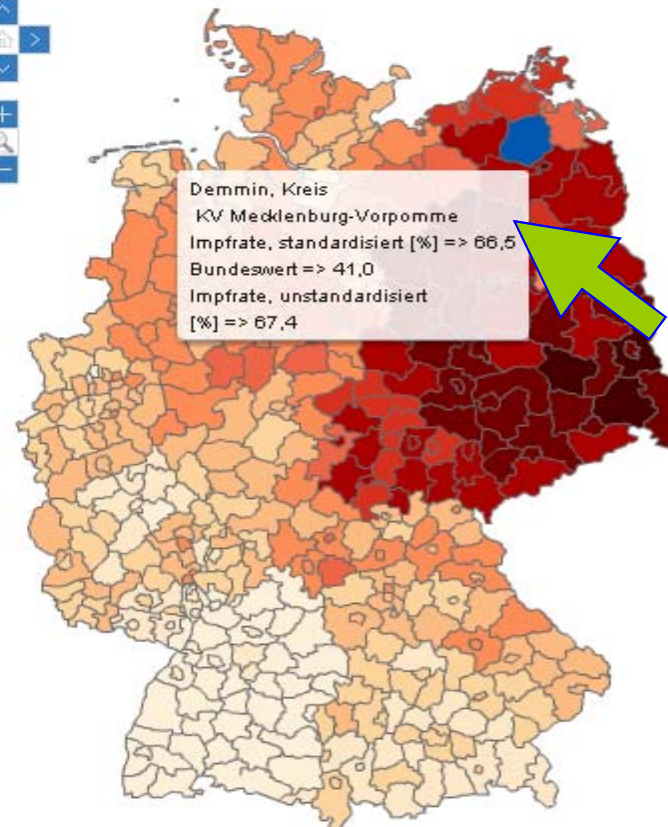 Demmin, Kreis
KV Mecklenburg-Vorpomme
Impfrate, standardisiert [%] => 66,5
Bundeswert => 41,0
Impfrate, unstandardisiert
[%] => 67,4